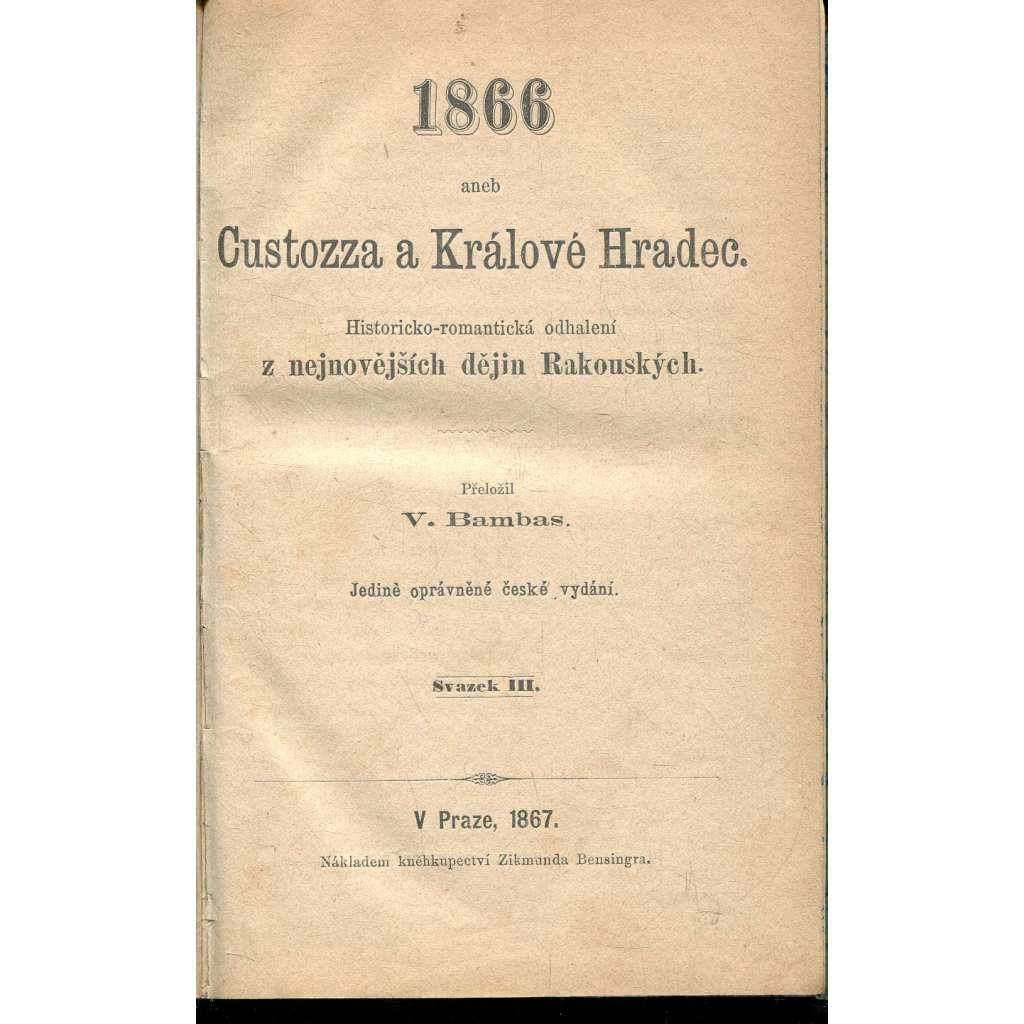 1866
aneb
Custozza a Králové Hradec.
Historicko-romantická odhalení
z nejnovějších dějin Rakouských.
Přeložil
V. Bambas.
Jedině oprávněné české vydání.
Svazek III.
V Praze, 1867.
Nákladem kněhkupectví Zikmunda Bensingra.